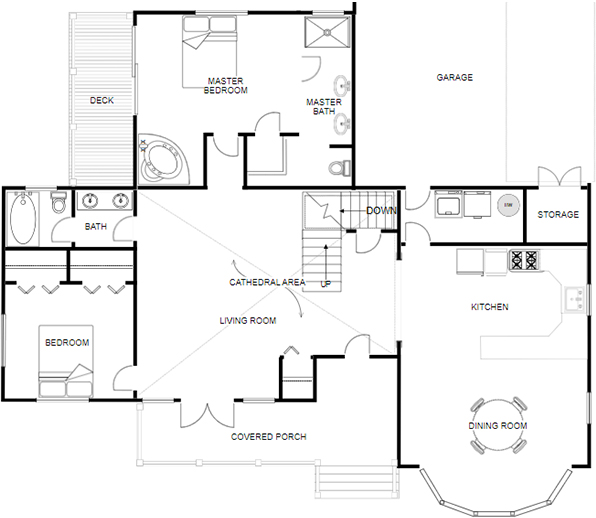 GARAGE
MASTER
BEDROOM
DECK
MASTER
BATH
DOWN
STORAGE
BATH
CATHEDRAL AREA
UP
KITCHEN
LIVING ROOM
BEDROOM
DINING ROOM
COVERED PORCH